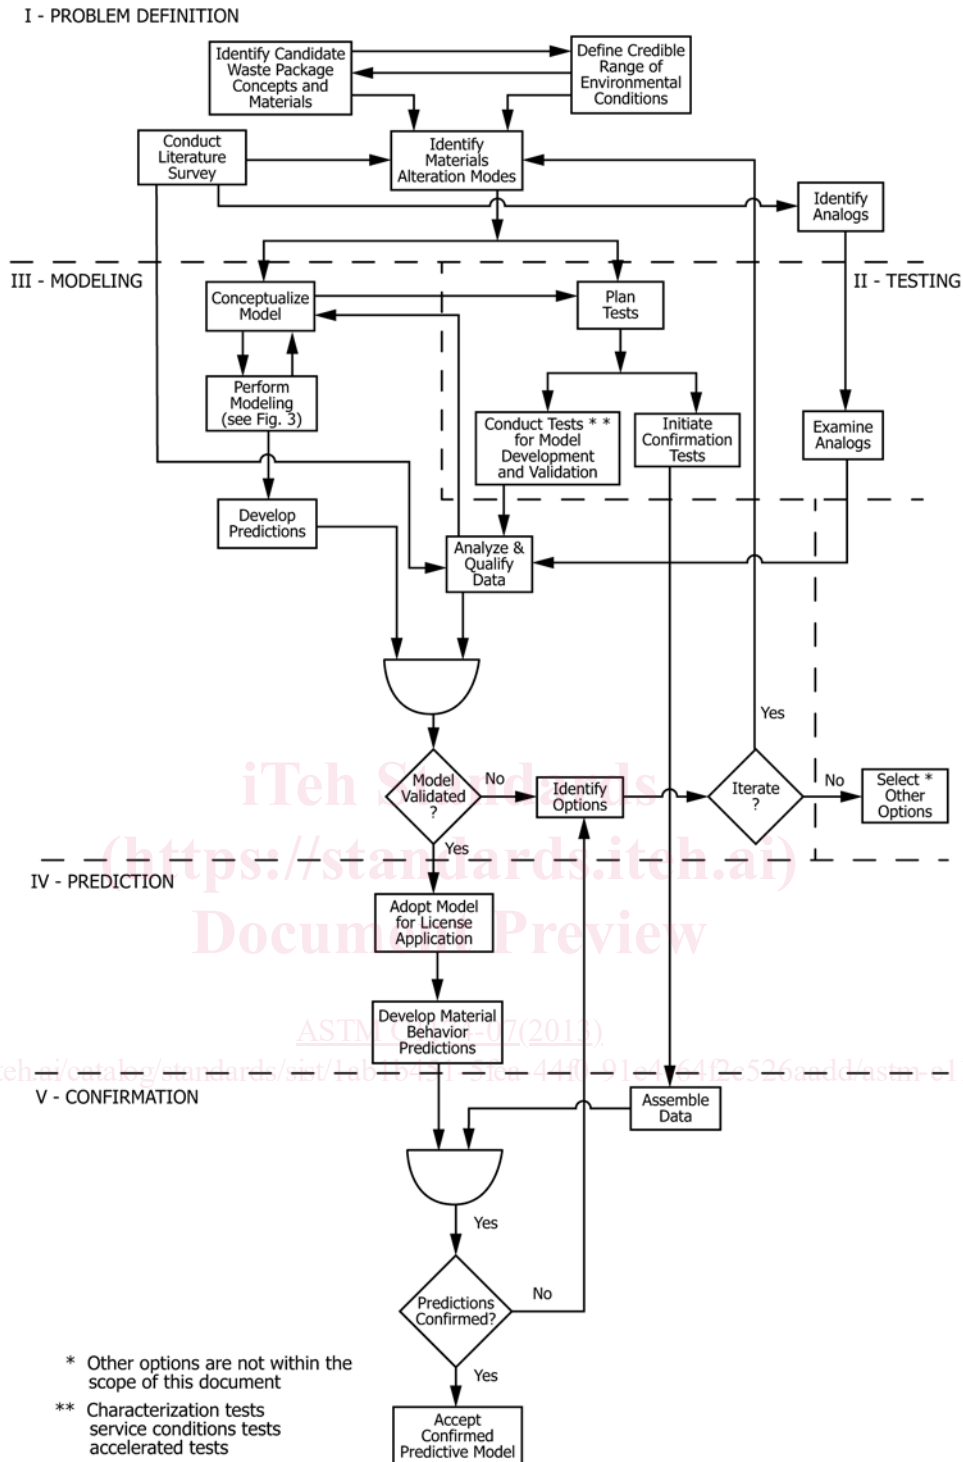 I - PROBLEM DEFINITION
Identify Candidate
Waste Package
Concepts and
Materials
Define Credible
Range of
Environmental
Conditions
Conduct
Literature
Survey
Identify
Materials
Alteration Modes
Identify
Analogs
III - MODELING
II - TESTING
Conceptualize
Model
Plan
Tests
Perform
Modeling
(see Fig. 3)
Conduct Tests * *
for Model
Development
and Validation
Initiate
Confirmation
Tests
Examine
Analogs
Develop
Predictions
Analyze &
Qualify
Data
Yes
iTeh Standards
Model
Validated
?
No
Identify
Options
Iterate
?
No
Select *
Other
Options
Yes
(https://standards.iteh.ai)
IV - PREDICTION
Adopt Model
for License
Application
Document Preview
Develop Material
Behavior
Predictions
-07(2013)
V - CONFIRMATION
Assemble
Data
Yes
Predictions
Confirmed?
No
Yes
* Other options are not within the
scope of this document
** Characterization tests
service conditions tests
accelerated tests
Accept
Confirmed
Predictive Model